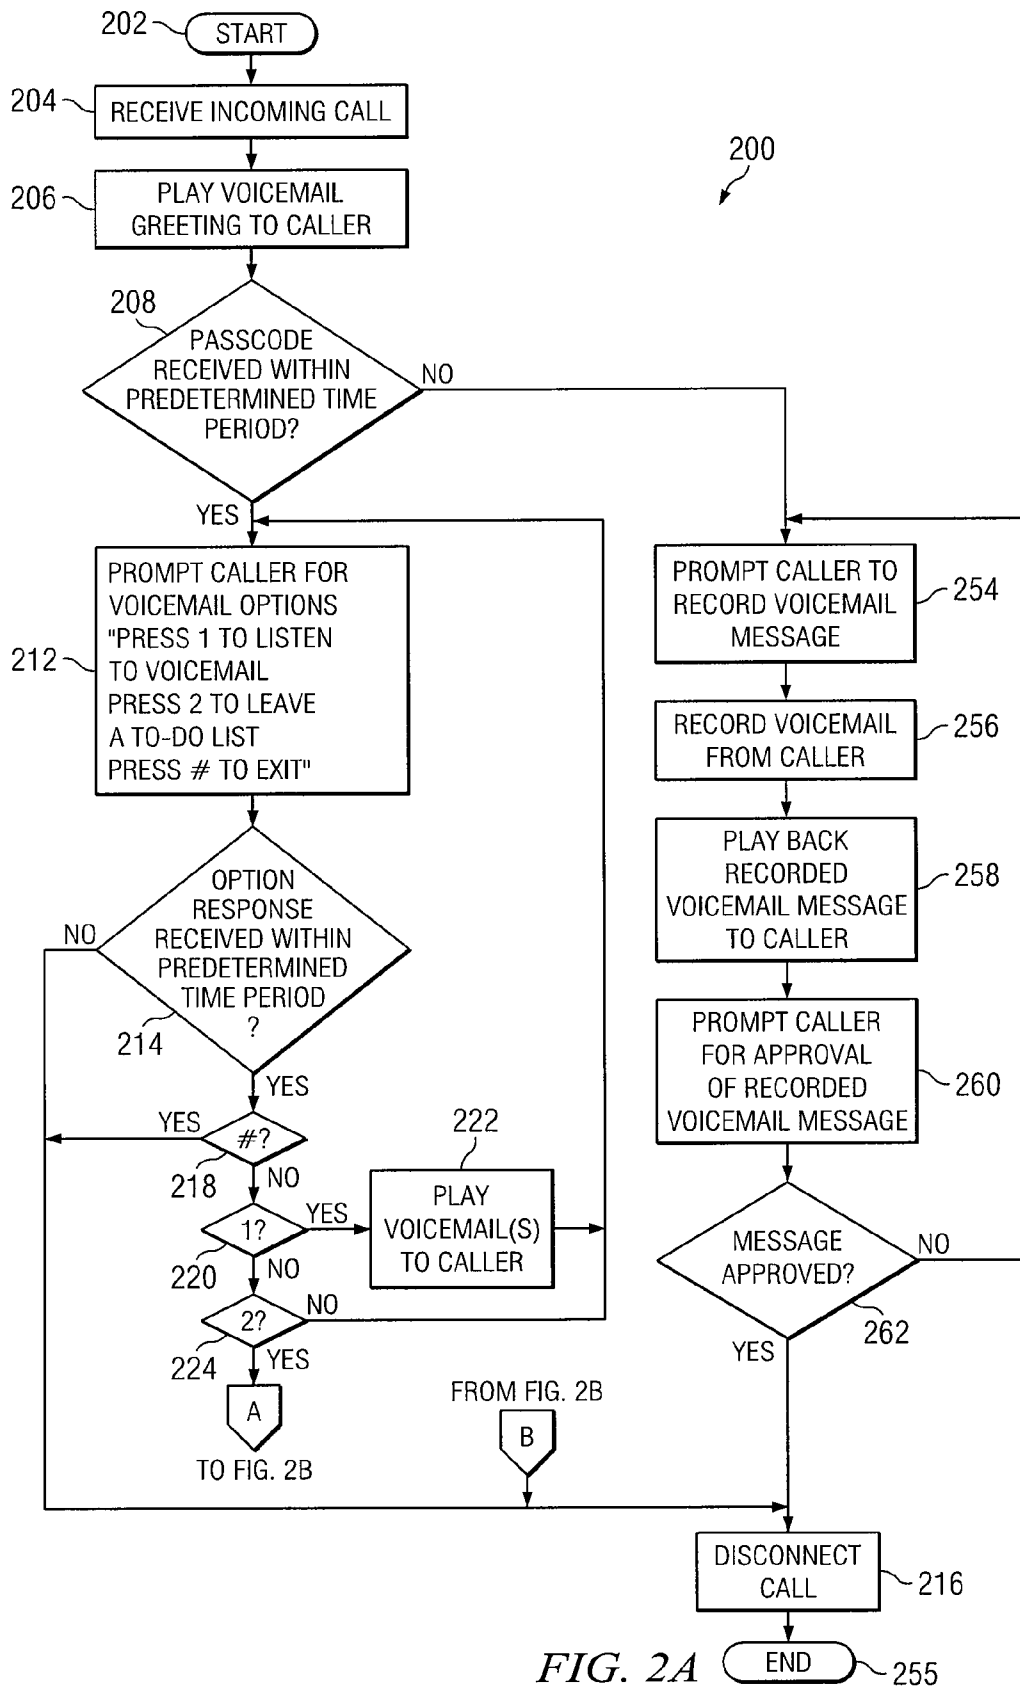 202
START
204
RECEIVE INCOMING CALL
200
206
PLAY VOICEMAIL
GREETING TO CALLER
208
PASSCODE
RECEIVED WITHIN
PREDETERMINED TIME
PERIOD?
NO
YES
212
PROMPT CALLER FOR
VOICEMAIL OPTIONS
"PRESS 1 TO LISTEN
TO VOICEMAIL
PRESS 2 TO LEAVE
A TO-DO LIST
PRESS # TO EXIT"
OPTION
RESPONSE
RECEIVED WITHIN
PREDETERMINED
TIME PERIOD
?
NO
214
YES
YES
#?
218
NO
1?
YES
220
NO
222
PLAY
VOICEMAIL(S)
TO CALLER
2?
NO
224
YES
A
TO FIG. 2B
FROM FIG. 2B
B
PROMPT CALLER TO
RECORD VOICEMAIL
MESSAGE
254
RECORD VOICEMAIL
FROM CALLER
256
PLAY BACK
RECORDED
VOICEMAIL MESSAGE
TO CALLER
258
PROMPT CALLER
FOR APPROVAL
OF RECORDED
VOICEMAIL MESSAGE
260
MESSAGE
APPROVED?
NO
262
YES
DISCONNECT
CALL
216
FIG. 2A
END
255